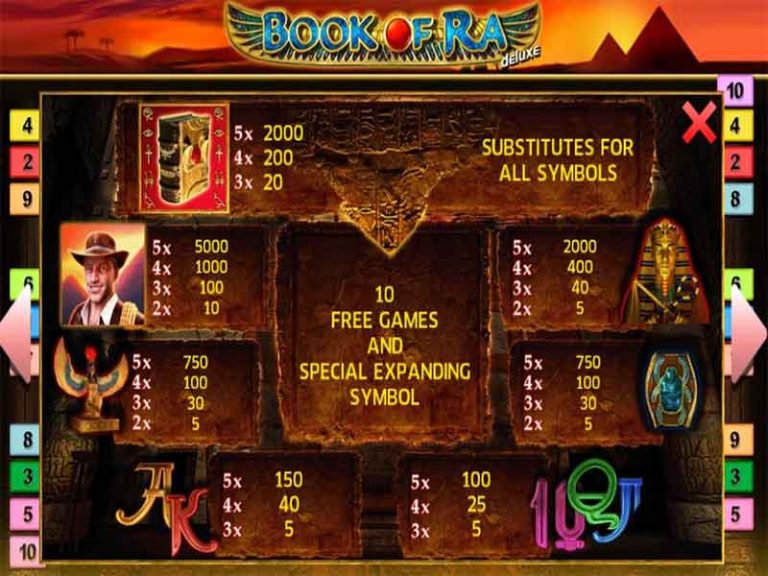 BOOK OF RA
deluxe
10
4
2
9
6
8
3
5
10
5x 2000
4x 200
3x 20
SUBSTITUTES FOR
ALL SYMBOLS
5x 5000
4x 1000
3x 100
2x 10
10
FREE GAMES
AND
SPECIAL EXPANDING
SYMBOL
5x 2000
4x 400
3x 40
2x 5
5x 750
4x 100
3x 30
2x 5
5x 750
4x 100
3x 30
2x 5
A K
5x 150
4x 40
3x 5
5x 100
4x 25
3x 5
10 Q J
4
2
8
6
9
3
5